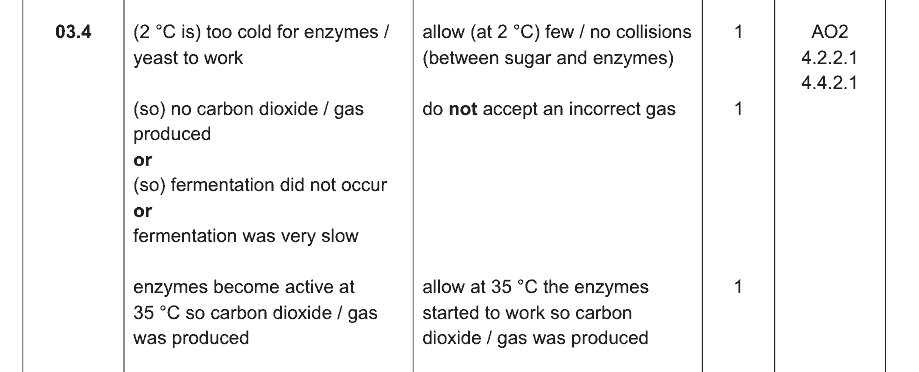 03.4 (2 °C is) too cold for enzymes / allow (at 2 °C) few / no collisions 1 AO2
yeast to work (between sugar and enzymes) 4.2.2.1
4.4.2.1
(so) no carbon dioxide / gas do not accept an incorrect gas 1
produced
or
(so) fermentation did not occur
or
fermentation was very slow
enzymes become active at allow at 35 °C the enzymes 1
35 °C so carbon dioxide / gas started to work so carbon
was produced dioxide / gas was produced